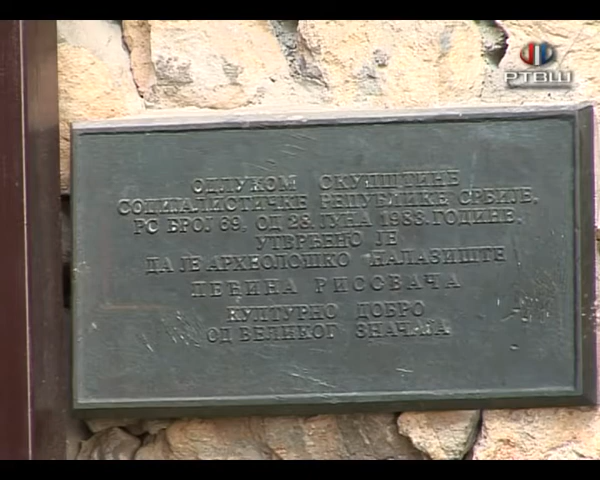 РТВШ
ОДЛУКОМ СКУПШТИНЕ
СОЦИЈАЛИСТИЧКЕ РЕПУБЛИКЕ СРБИЈЕ,
РС БРОЈ 69, ОД 28. ЈУНА 1988. ГОДИНЕ,
УТВРЂЕНО ЈЕ
ДА ЈЕ АРХЕОЛОШКО НАЛАЗИШТЕ
ПЕЋИНА РИСОВАЧА
КУЛТУРНО ДОБРО
ОД ВЕЛИКОГ ЗНАЧАЈА